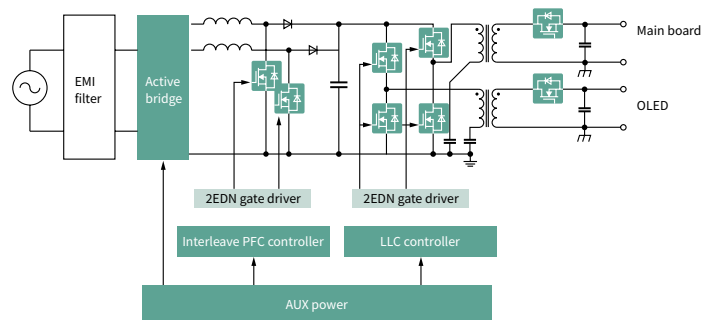 EMI
filter
Active
bridge
Main board
OLED
2EDN gate driver
2EDN gate driver
Interleave PFC controller
LLC controller
AUX power